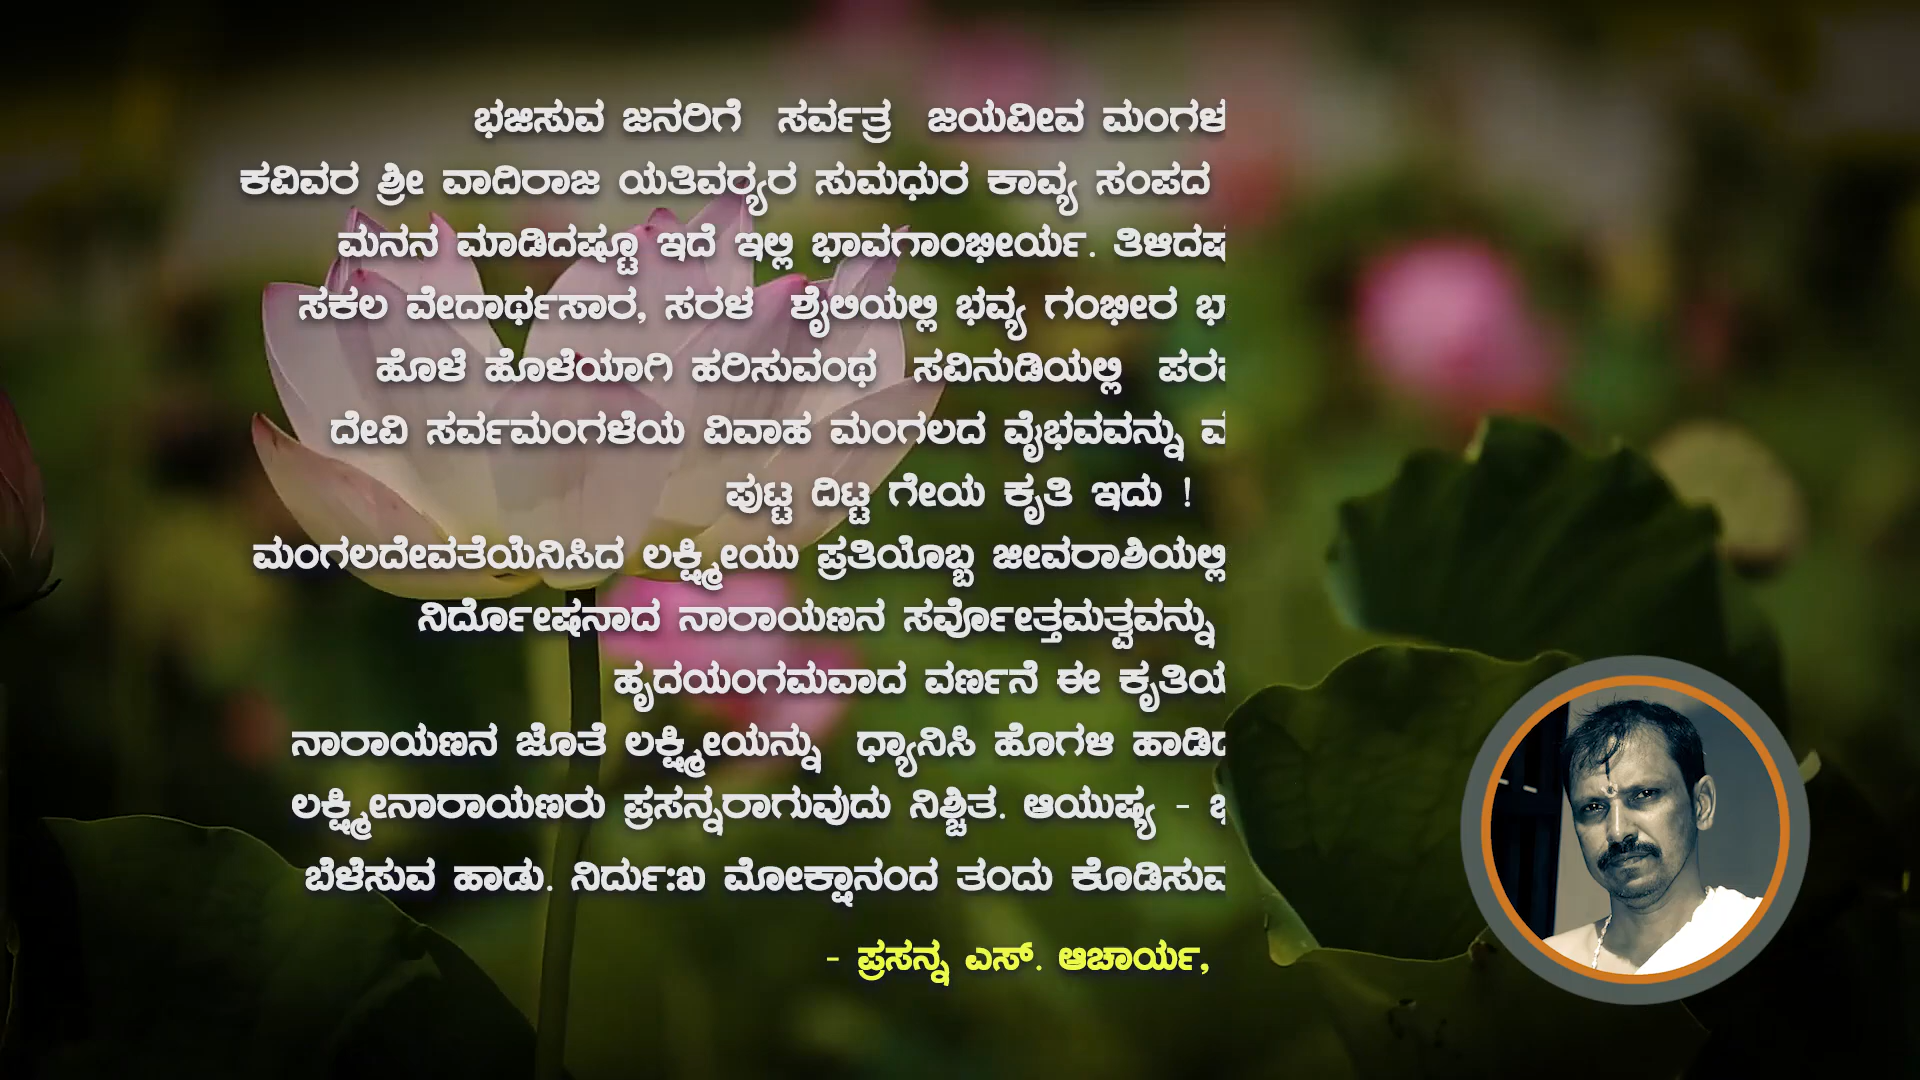 ಭಜಿಸುವ ಜನರಿಗೆ ಸರ್ವತ್ರ ಜಯವೀವ ಮಂಗಳ
ಕವಿವರ ಶ್ರೀ ವಾದಿರಾಜ ಯತಿವರ‍್ಯರ ಸುಮಧುರ ಕಾವ್ಯ ಸಂಪದ
ಮನನ ಮಾಡಿದಷ್ಟೂ ಇದೆ ಇಲ್ಲಿ ಭಾವಗಾಂಭೀರ್ಯ.
ಸಕಲ ವೇದಾರ್ಥಸಾರ, ಸರಳ ಶೈಲಿಯಲ್ಲಿ ಭವ್ಯ ಗಂಭೀರ
ಹೊಳೆ ಹೊಳೆಯಾಗಿ ಹರಿಸುವಂಥ ಸವಿನುಡಿಯಲ್ಲಿ
ದೇವಿ ಸರ್ವಮಂಗಳೆಯ ವಿವಾಹ ಮಂಗಲದ ವೈಭವವನ್ನು
ಪುಟ್ಟ ದಿಟ್ಟ ಗೇಯ ಕೃತಿ ಇದು !
ಮಂಗಲದೇವತೆಯೆನಿಸಿದ ಲಕ್ಷ್ಮೀಯು ಪ್ರತಿಯೊಬ್ಬ ಜೀವರಾಶಿಯಲ್ಲಿ
ನಿರ್ದೋಷನಾದ ನಾರಾಯಣನ ಸರ್ವೋತ್ತಮತ್ವವನ್ನು
ಹೃದಯಂಗಮವಾದ ವರ್ಣನೆ ಈ
ನಾರಾಯಣನ ಜೊತೆ ಲಕ್ಷ್ಮೀಯನ್ನು ಧ್ಯಾನಿಸಿ ಹೊಗಳಿ
ಲಕ್ಷ್ಮೀನಾರಾಯಣರು ಪ್ರಸನ್ನರಾಗುವುದು ನಿಶ್ಚಿತ. ಆಯುಷ್ಯ -
ಬೆಳೆಸುವ ಹಾಡು. ನಿರ್ದುಃಖ ಮೋಕ್ಷಾನಂದ ತಂದು
- ಪ್ರಸನ್ನ ಎಸ್. ಆಚಾರ್ಯ,